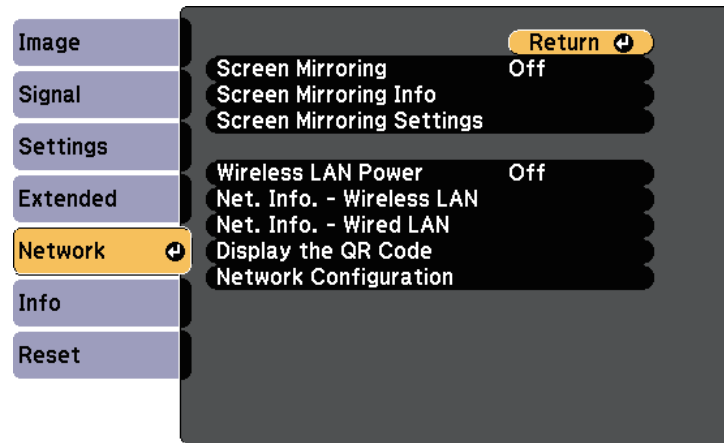 Image
Signal
Settings
Extended
Network
Info
Reset
Return
Screen Mirroring Off
Screen Mirroring Info
Screen Mirroring Settings
Wireless LAN Power Off
Net. Info. - Wireless LAN
Net. Info. - Wired LAN
Display the QR Code
Network Configuration